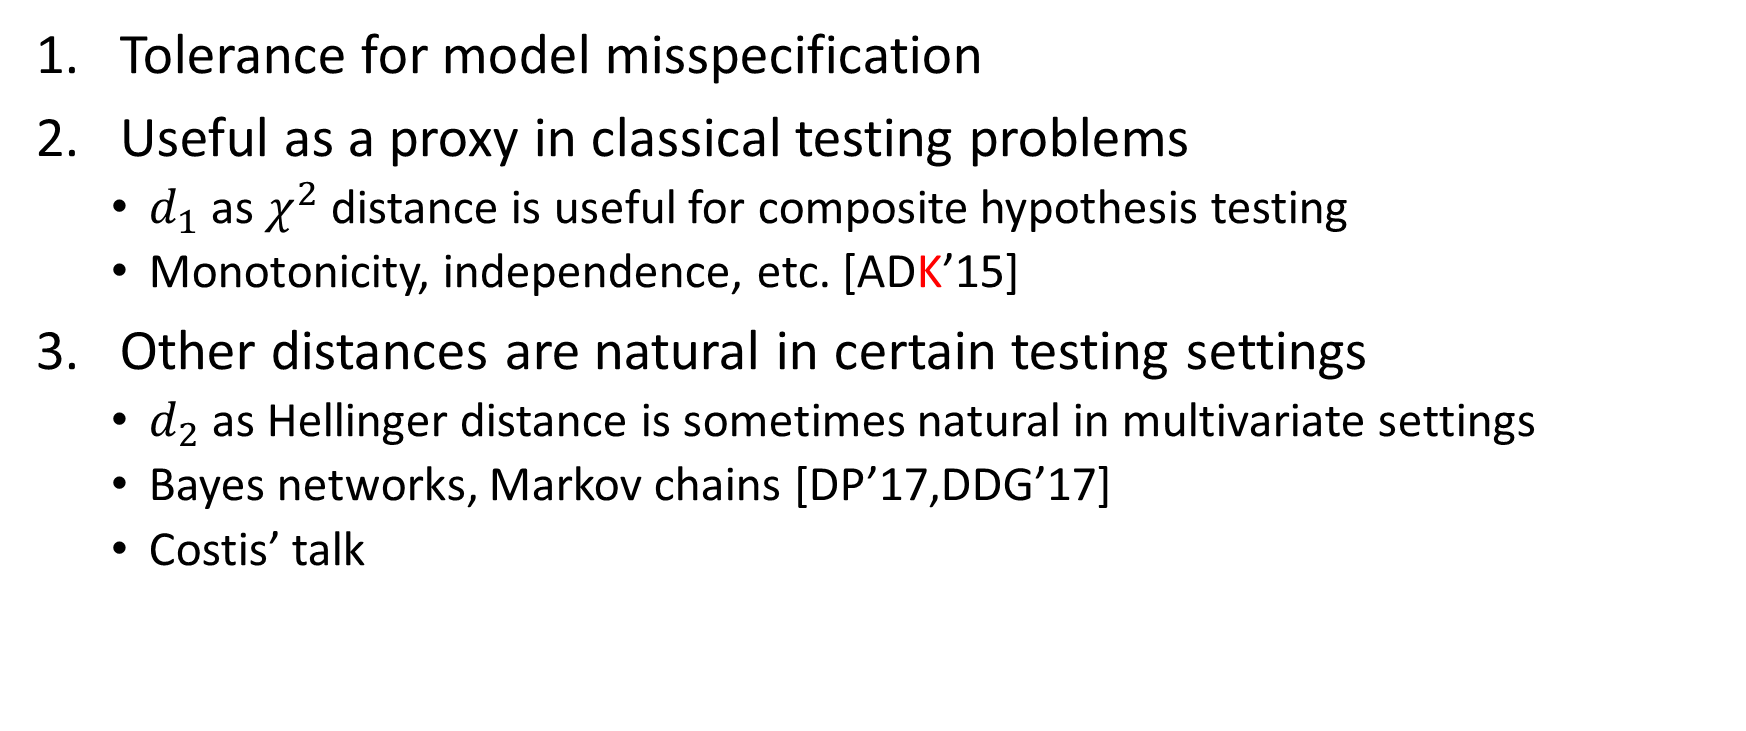 1. Tolerance for model misspecification
2. Useful as a proxy in classical testing problems
• d₁ as χ² distance is useful for composite hypothesis testing
• Monotonicity, independence, etc. [ADK’15]
3. Other distances are natural in certain testing settings
• d₂ as Hellinger distance is sometimes natural in multivariate settings
• Bayes networks, Markov chains [DP’17,DDG’17]
• Costis’ talk